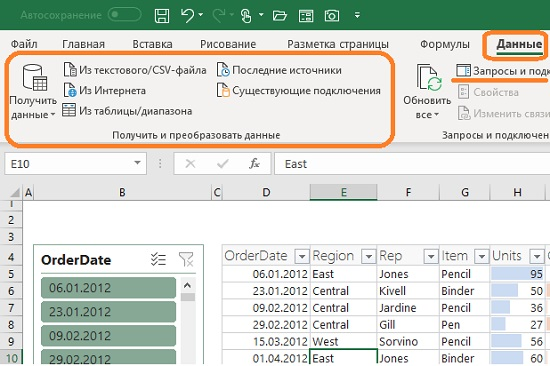 Автосохранение
Файл Главная Вставка Рисование Разметка страницы Формулы Данные
Получить данные
Из текстового/CSV-файла
Из Интернета
Из таблицы/диапазона
Последние источники
Существующие подключения
Получить и преобразовать данные
Обновить все
Запросы и под
Свойства
Изменить связи
Запросы и подключен
E10 fx East
A B C D E F G H
1
2
3
4 OrderDate OrderDate Region Rep Item Units
5 06.01.2012 06.01.2012 East Jones Pencil 95
6 23.01.2012 23.01.2012 Central Kivell Binder 50
7 09.02.2012 Central Jardine Pencil 36
8 09.02.2012 29.02.2012 Central Gill Pen 27
9 15.03.2012 West Sorvino Pencil 56
10 29.02.2012 01.04.2012 East Jones Binder 60